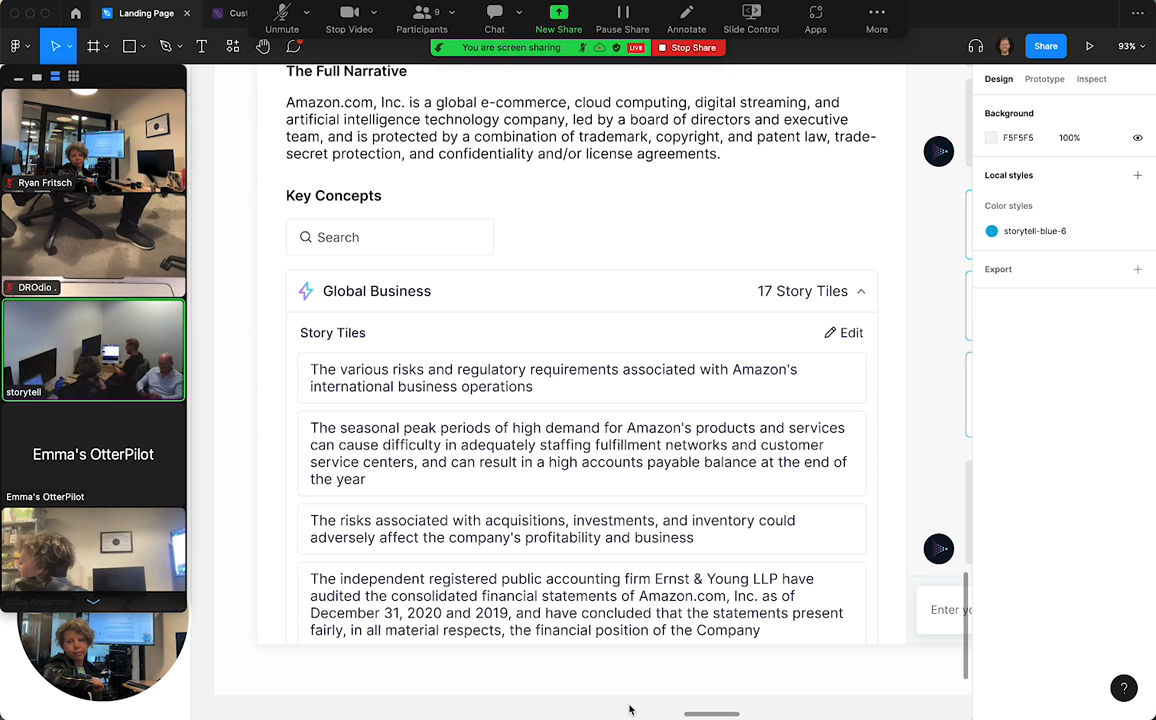 Landing Page
Cust
Unmute
Stop Video
Participants
9
Chat
New Share
Pause Share
Annotate
Slide Control
Apps
More
You are screen sharing
LIVE
Stop Share
Share
93%
Ryan Fritsch
DROdio .
storytell
Emma's OtterPilot
Emma's OtterPilot
The Full Narrative
Amazon.com, Inc. is a global e-commerce, cloud computing, digital streaming, and
artificial intelligence technology company, led by a board of directors and executive
team, and is protected by a combination of trademark, copyright, and patent law, trade-
secret protection, and confidentiality and/or license agreements.
Key Concepts
Search
Global Business
17 Story Tiles
Story Tiles
Edit
The various risks and regulatory requirements associated with Amazon's
international business operations
The seasonal peak periods of high demand for Amazon's products and services
can cause difficulty in adequately staffing fulfillment networks and customer
service centers, and can result in a high accounts payable balance at the end of
the year
The risks associated with acquisitions, investments, and inventory could
adversely affect the company's profitability and business
The independent registered public accounting firm Ernst & Young LLP have
audited the consolidated financial statements of Amazon.com, Inc. as of
December 31, 2020 and 2019, and have concluded that the statements present
fairly, in all material respects, the financial position of the Company
Enter yo
Design
Prototype
Inspect
Background
F5F5F5
100%
Local styles
Color styles
storytell-blue-6
Export
?